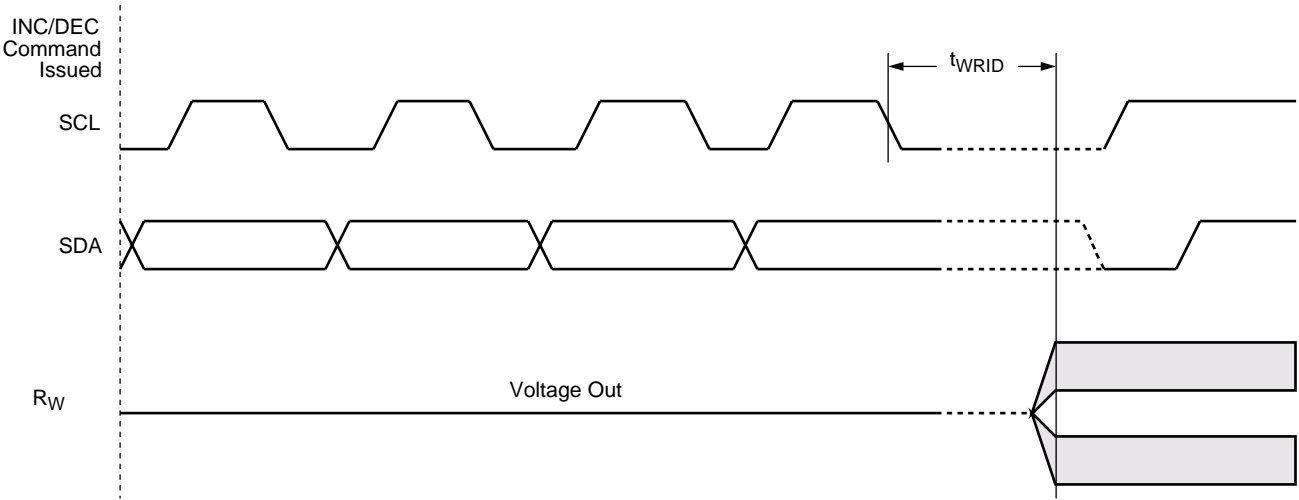 INC/DEC
Command
Issued
tWRID
SCL
SDA
Voltage Out
RW